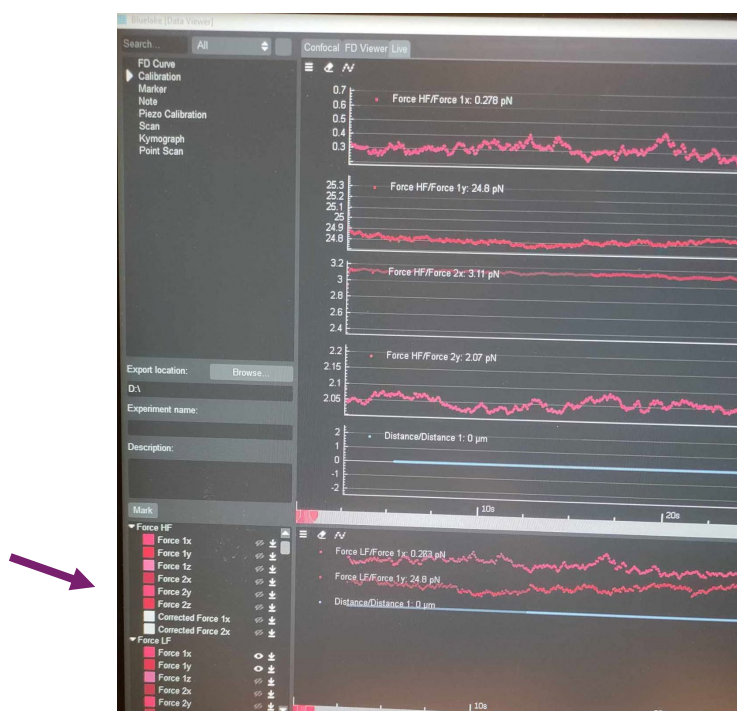 Bluelake [Data Viewer]
Search...
All
Confocal FD Viewer Live
FD Curve
Calibration
Marker
Note
Piezo Calibration
Scan
Kymograph
Point Scan
Export location:
Browse...
D:\
Experiment name:
Description:
Mark
0.7
0.6
0.5
0.4
0.3
Force HF/Force 1x: 0.278 pN
25.3
25.2
25.1
25
24.9
24.8
Force HF/Force 1y: 24.8 pN
3.2
3
2.8
2.6
2.4
Force HF/Force 2x: 3.11 pN
2.2
2.15
2.1
2.05
Force HF/Force 2y: 2.07 pN
2
1
0
-1
-2
Distance/Distance 1: 0 µm
10s
20s
Force HF
Force 1x
Force 1y
Force 1z
Force 2x
Force 2y
Force 2z
Corrected Force 1x
Corrected Force 2x
Force LF
Force 1x
Force 1y
Force 1z
Force 2x
Force 2y
Force LF/Force 1x: 0.283 pN
Force LF/Force 1y: 24.8 pN
Distance/Distance 1: 0 µm
10s